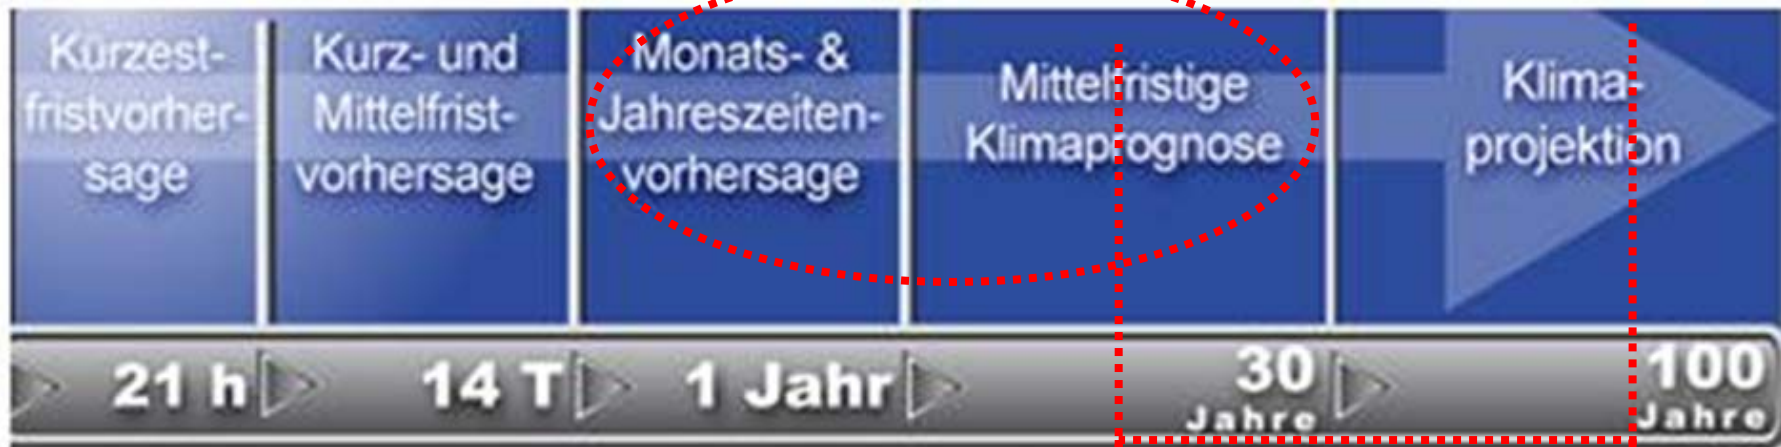 Kürzest-
fristvorher-
sage
Kurz- und
Mittelfrist-
vorhersage
Monats- &
Jahreszeiten-
vorhersage
Mittelfristige
Klimaprognose
Klima-
projektion
21 h
14 T
1 Jahr
30
Jahre
100
Jahre